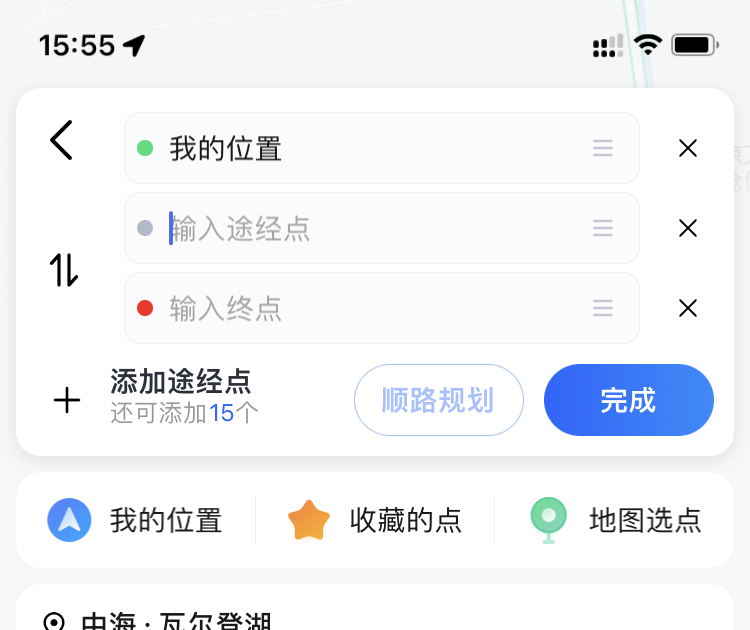 15:55
我的位置
输入途经点
输入终点
添加途经点
还可添加15个
顺路规划
完成
我的位置
收藏的点
地图选点
中海·瓦尔登湖